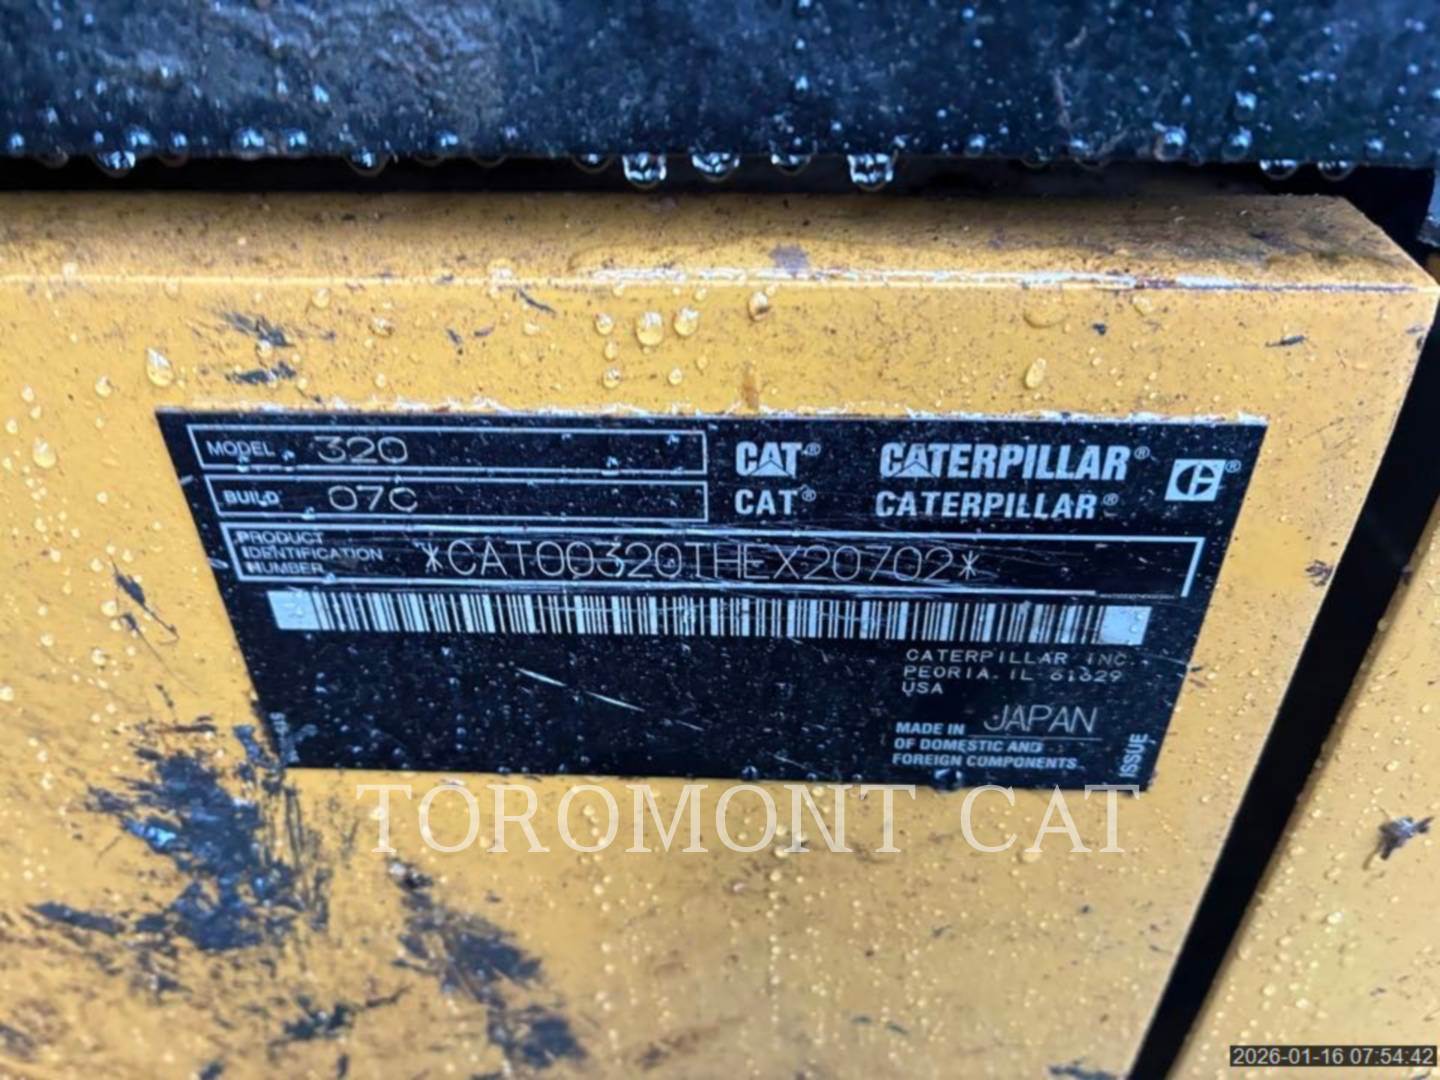 MODEL 320
BUILD 07C
PRODUCT IDENTIFICATION NUMBER *CAT00320THEX20702*
CAT® CATERPILLAR®
CAT® CATERPILLAR®
CATERPILLAR INC
PEORIA, IL 61629
USA
MADE IN JAPAN
OF DOMESTIC AND
FOREIGN COMPONENTS
ISSUE
TOROMONT CAT
2026-01-16 07:54:42